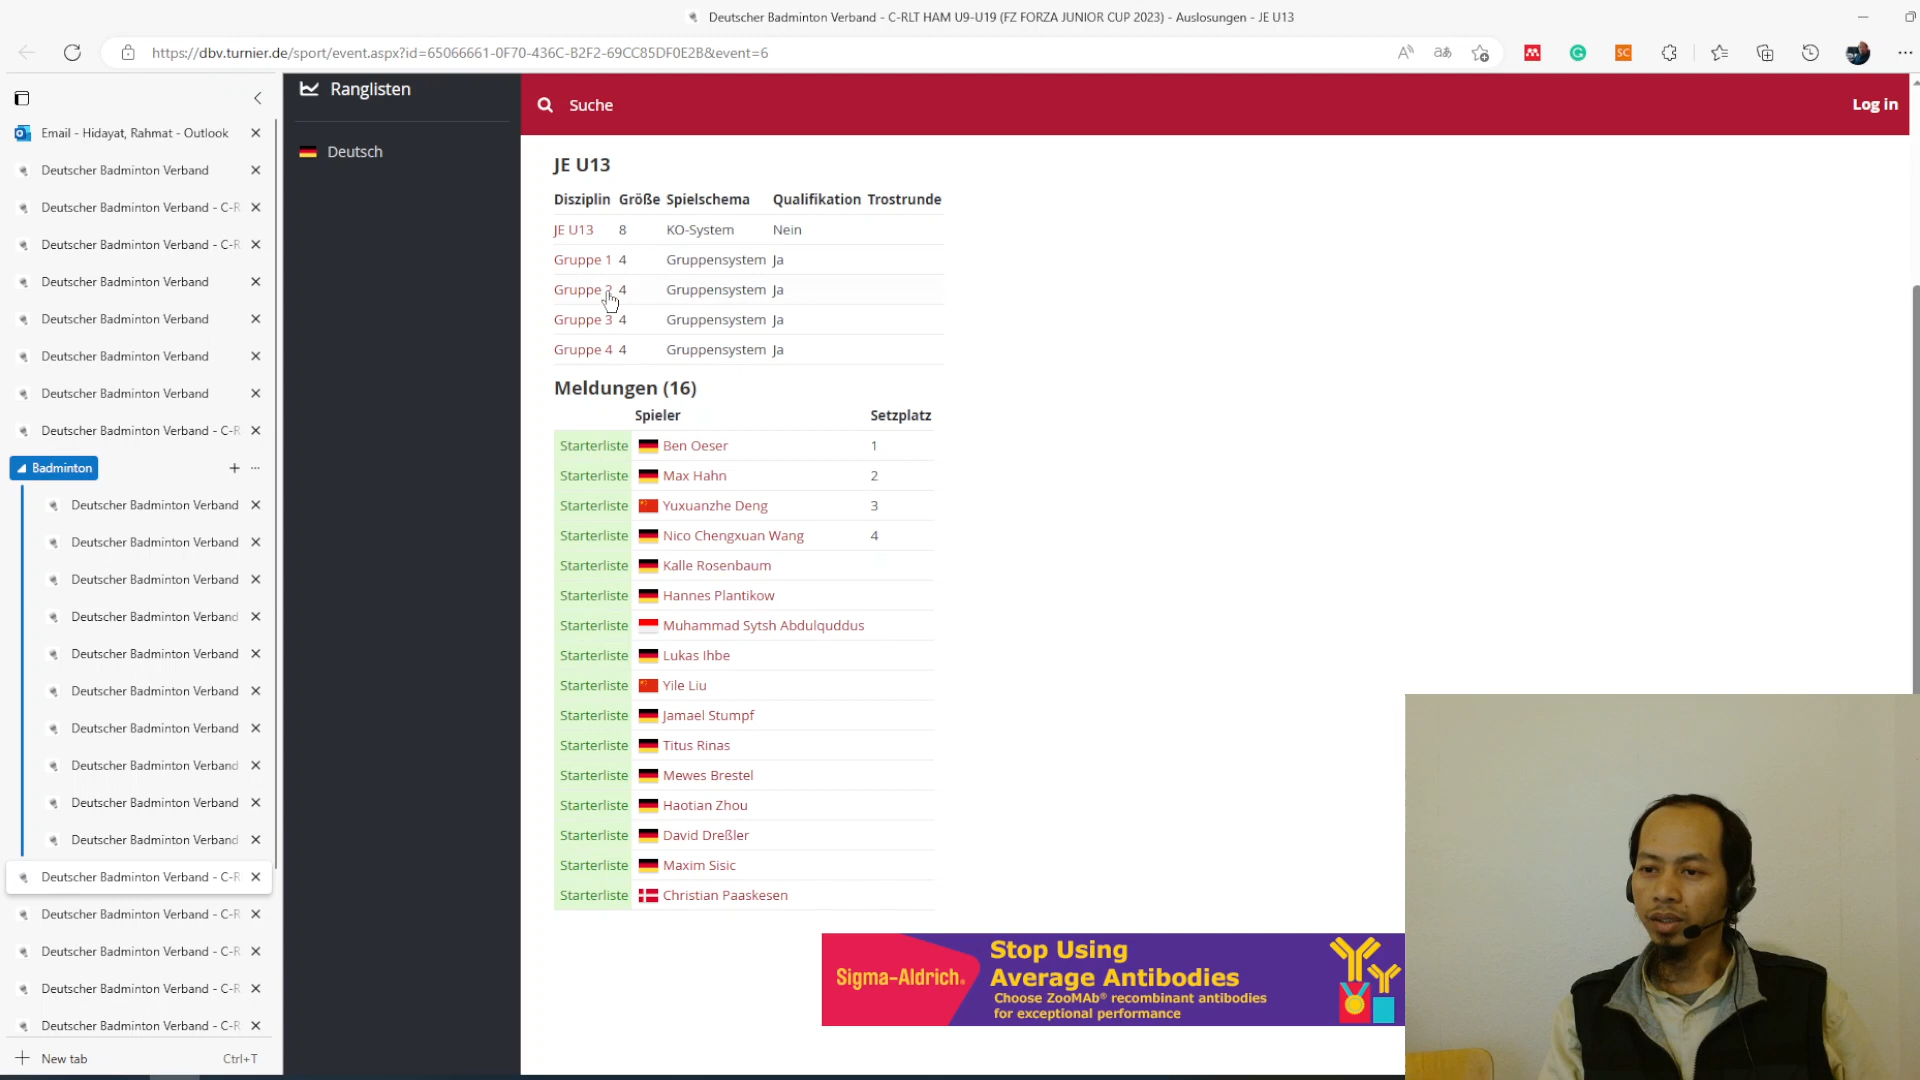 Deutscher Badminton Verband - C-RLT HAM U9-U19 (FZ FORZA JUNIOR CUP 2023) - Auslosungen - JE U13
https://dbv.turnier.de/sport/event.aspx?id=65066661-0F70-436C-B2F2-69CC85DF0E2B&event=6
Email - Hidayat, Rahmat - Outlook
Deutscher Badminton Verband
Deutscher Badminton Verband - C-R
Deutscher Badminton Verband - C-R
Deutscher Badminton Verband
Deutscher Badminton Verband
Deutscher Badminton Verband
Deutscher Badminton Verband
Deutscher Badminton Verband - C-R
Badminton
Deutscher Badminton Verband
Deutscher Badminton Verband
Deutscher Badminton Verband
Deutscher Badminton Verband
Deutscher Badminton Verband
Deutscher Badminton Verband
Deutscher Badminton Verband
Deutscher Badminton Verband
Deutscher Badminton Verband
Deutscher Badminton Verband
Deutscher Badminton Verband - C-R
Deutscher Badminton Verband - C-R
Deutscher Badminton Verband - C-R
Deutscher Badminton Verband - C-R
Deutscher Badminton Verband - C-R
New tab Ctrl+T
Ranglisten
Deutsch
Suche
Log in
JE U13
Disziplin Größe Spielschema Qualifikation Trostrunde
JE U13 8 KO-System Nein
Gruppe 1 4 Gruppensystem Ja
Gruppe 2 4 Gruppensystem Ja
Gruppe 3 4 Gruppensystem Ja
Gruppe 4 4 Gruppensystem Ja
Meldungen (16)
Spieler Setzplatz
Starterliste Ben Oeser 1
Starterliste Max Hahn 2
Starterliste Yuxuanzhe Deng 3
Starterliste Nico Chengxuan Wang 4
Starterliste Kalle Rosenbaum
Starterliste Hannes Plantikow
Starterliste Muhammad Sytsh Abdulquddus
Starterliste Lukas Ihbe
Starterliste Yile Liu
Starterliste Jamael Stumpf
Starterliste Titus Rinas
Starterliste Mewes Brestel
Starterliste Haotian Zhou
Starterliste David Dreßler
Starterliste Maxim Sisic
Starterliste Christian Paaskesen
Sigma-Aldrich.
Stop Using
Average Antibodies
Choose ZooMAb® recombinant antibodies
for exceptional performance